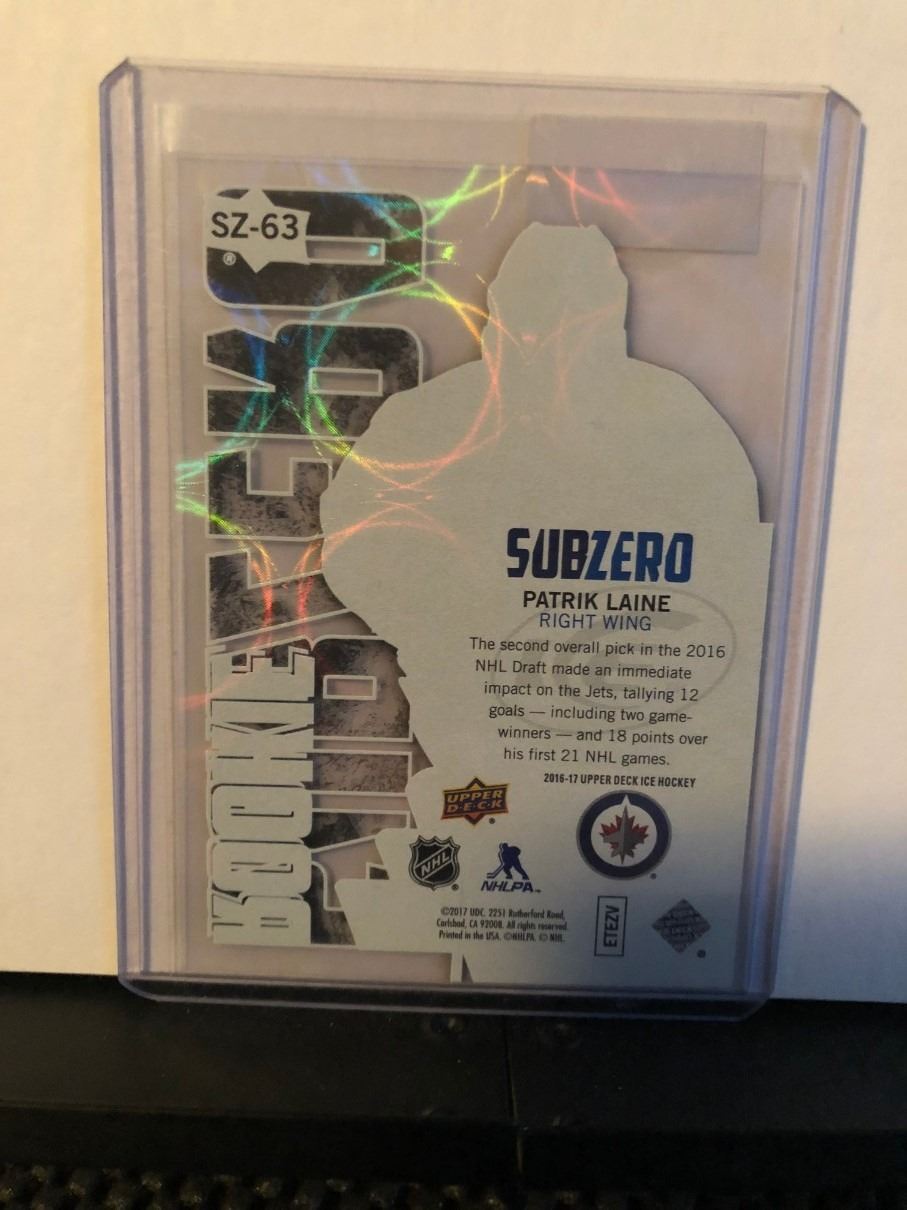 SZ-63
®
ROOKIE
SUBZERO
PATRIK LAINE
RIGHT WING
The second overall pick in the 2016
NHL Draft made an immediate
impact on the Jets, tallying 12
goals — including two game-
winners — and 18 points over
his first 21 NHL games.
2016-17 UPPER DECK ICE HOCKEY
UPPER
D·E·C·K
®
NHL
®
NHLPA™
®
©2017 UDC. 2251 Rutherford Road,
Carlsbad, CA 92008. All rights reserved.
Printed in the USA. ©NHLPA. © NHL.
ETEZV
®